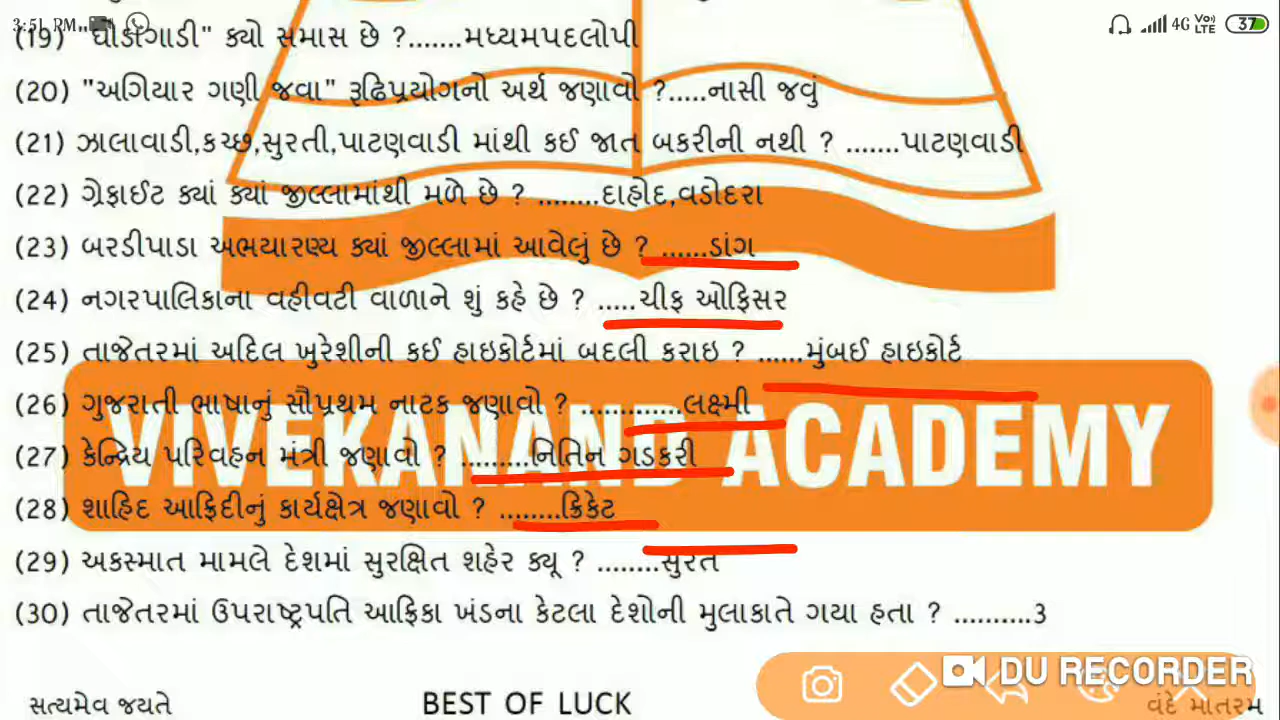 3:51 PM 4G Vo) LTE 37
(19) "ઘોડાગાડી" ક્યો સમાસ છે ?.......મધ્યમપદલોપી
(20) "અગિયાર ગણી જવા" રૂઢિપ્રયોગનો અર્થ જણાવો ?.....નાસી જવું
(21) ઝાલાવાડી,કચ્છ,સુરતી,પાટણવાડી માંથી કઈ જાત બકરીની નથી ? .......પાટણવાડી
(22) ગ્રેફાઈટ ક્યાં ક્યાં જીલ્લામાંથી મળે છે ? ........દાહોદ,વડોદરા
(23) બરડીપાડા અભયારણ્ય ક્યાં જીલ્લામાં આવેલું છે ? ......ડાંગ
(24) નગરપાલિકાના વહીવટી વાળાને શું કહે છે ? .....ચીફ ઓફિસર
(25) તાજેતરમાં અદિલ ખુરેશીની કઈ હાઇકોર્ટમાં બદલી કરાઇ ? ......મુંબઈ હાઇકોર્ટ
(26) ગુજરાતી ભાષાનું સૌપ્રથમ નાટક જણાવો ? .............લક્ષ્મી
VIVEKANAND ACADEMY
(27) કેન્દ્રિય પરિવહન મંત્રી જણાવો ? .........નિતિન ગડકરી
(28) શાહિદ આફ્રિદીનું કાર્યક્ષેત્ર જણાવો ? ........ક્રિકેટ
(29) અકસ્માત મામલે દેશમાં સુરક્ષિત શહેર ક્યૂ ? ........સુરત
(30) તાજેતરમાં ઉપરાષ્ટ્રપતિ આફ્રિકા ખંડના કેટલા દેશોની મુલાકાતે ગયા હતા ? ..........3
DU RECORDER
સત્યમેવ જયતે BEST OF LUCK વંદે માતરમ